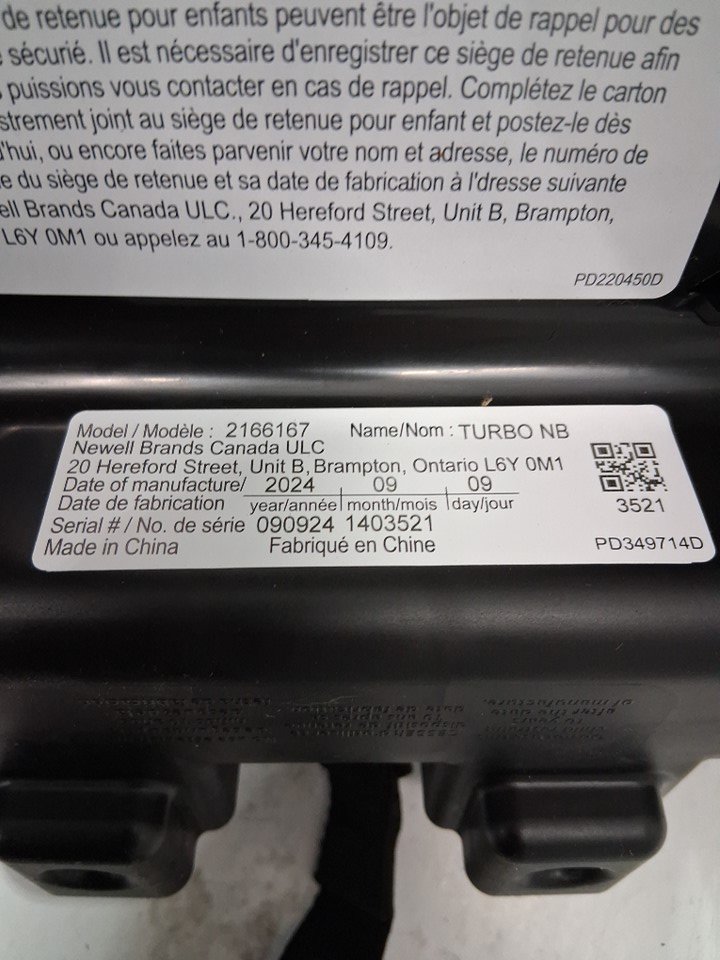 de retenue pour enfants peuvent être l'objet de rappel pour des
sécurié. Il est nécessaire d'enregistrer ce siège de retenue afin
puissions vous contacter en cas de rappel. Complétez le carton
strement joint au siège de retenue pour enfant et postez-le dès
d'hui, ou encore faites parvenir votre nom et adresse, le numéro de
e du siège de retenue et sa date de fabrication à l'dresse suivante
ell Brands Canada ULC., 20 Hereford Street, Unit B, Brampton,
L6Y 0M1 ou appelez au 1-800-345-4109.
PD220450D
Model / Modèle : 2166167 Name/Nom : TURBO NB
Newell Brands Canada ULC
20 Hereford Street, Unit B, Brampton, Ontario L6Y 0M1
Date of manufacture/ 2024 09 09
Date de fabrication year/année month/mois day/jour
3521
Serial # / No. de série 090924 1403521
Made in China Fabriqué en Chine PD349714D